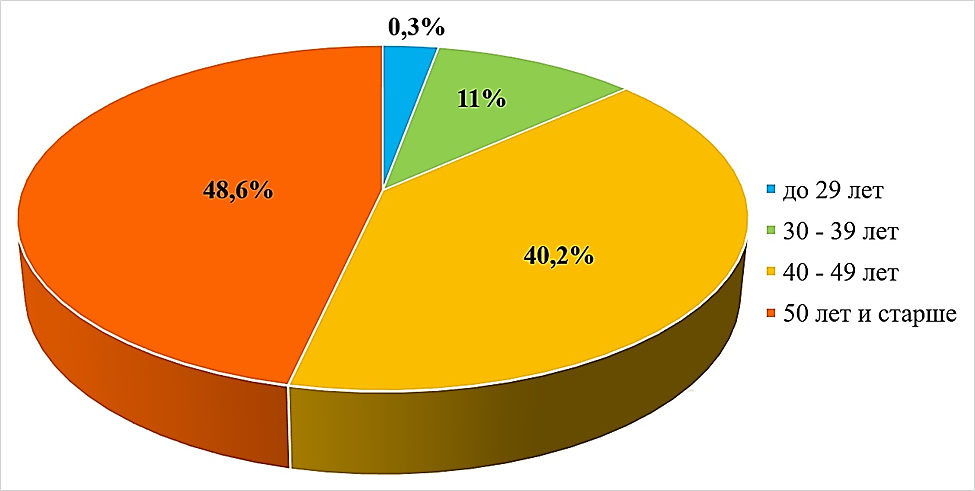 0,3%
11%
48,6%
40,2%
до 29 лет
30 - 39 лет
40 - 49 лет
50 лет и старше